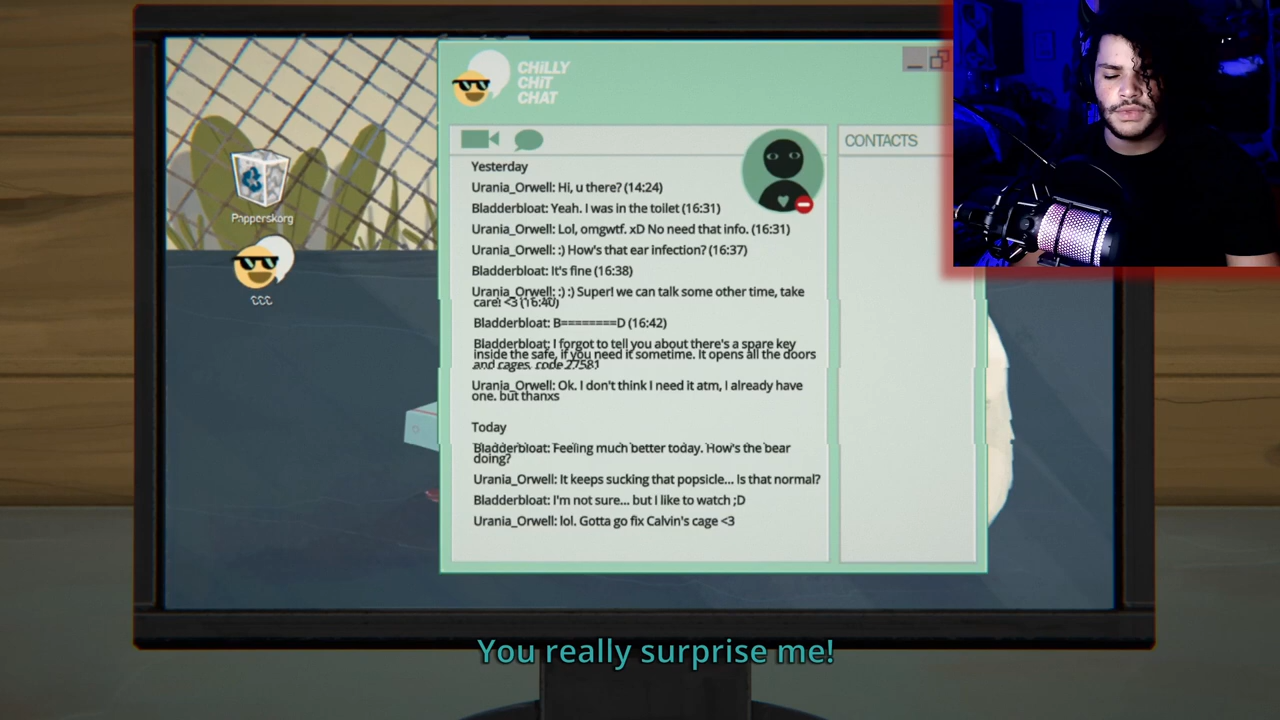 CHiLLY
CHiT
CHAT
CONTACTS
Yesterday
Urania_Orwell: Hi, u there? (14:24)
Bladderbloat: Yeah. I was in the toilet (16:31)
Urania_Orwell: Lol, omgwtf. xD No need that info. (16:31)
Urania_Orwell: :) How's that ear infection? (16:37)
Bladderbloat: It's fine (16:38)
Urania_Orwell: :) :) Super! we can talk some other time, take
care! <3 (16:40)
Bladderbloat: B========D (16:42)
Bladderbloat: I forgot to tell you about there's a spare key
inside the safe, if you need it sometime. It opens all the doors
and cages. code 27581
Urania_Orwell: Ok. I don't think I need it atm, I already have
one. but thanxs
Today
Bladderbloat: Feeling much better today. How's the bear
doing?
Urania_Orwell: It keeps sucking that popsicle... Is that normal?
Bladderbloat: I'm not sure... but I like to watch ;D
Urania_Orwell: lol. Gotta go fix Calvin's cage <3
Papperskorg
CCC
You really surprise me!